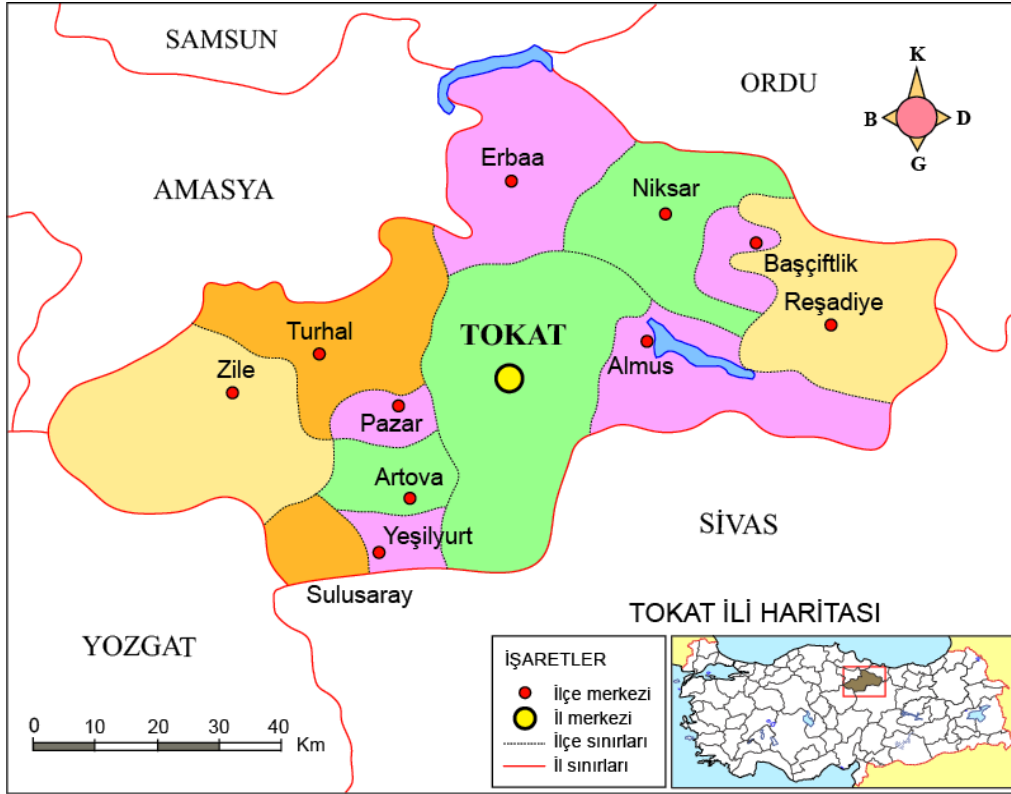 SAMSUN
ORDU
K
B
D
G
AMASYA
Erbaa
Niksar
Başçiftlik
Reşadiye
Turhal
TOKAT
Zile
Almus
Pazar
Artova
Yeşilyurt
SİVAS
Sulusaray
YOZGAT
TOKAT İLİ HARİTASI
İŞARETLER
İlçe merkezi
İl merkezi
İlçe sınırları
İl sınırları
0 10 20 30 40
Km